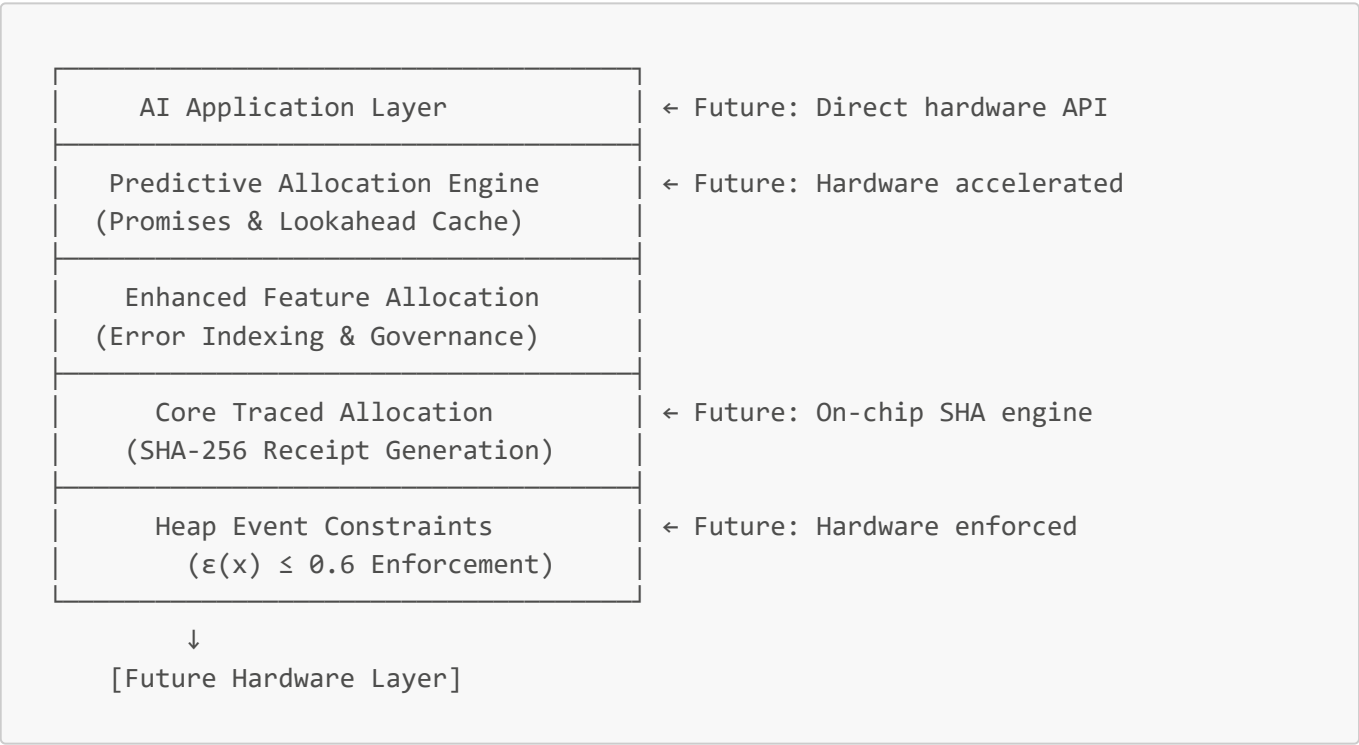 AI Application Layer ← Future: Direct hardware API
Predictive Allocation Engine ← Future: Hardware accelerated
(Promises & Lookahead Cache)
Enhanced Feature Allocation
(Error Indexing & Governance)
Core Traced Allocation ← Future: On-chip SHA engine
(SHA-256 Receipt Generation)
Heap Event Constraints ← Future: Hardware enforced
(ε(x) ≤ 0.6 Enforcement)
↓
[Future Hardware Layer]